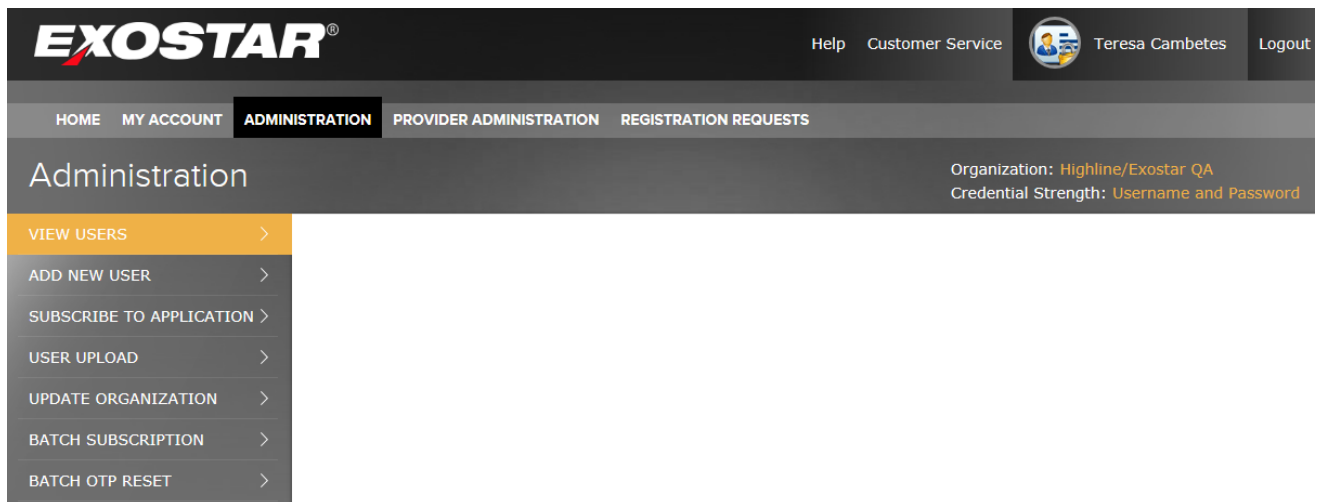 EXOSTAR®
Help Customer Service Teresa Cambetes Logout
HOME MY ACCOUNT ADMINISTRATION PROVIDER ADMINISTRATION REGISTRATION REQUESTS
Administration
Organization: Highline/Exostar QA
Credential Strength: Username and Password
VIEW USERS
ADD NEW USER
SUBSCRIBE TO APPLICATION
USER UPLOAD
UPDATE ORGANIZATION
BATCH SUBSCRIPTION
BATCH OTP RESET